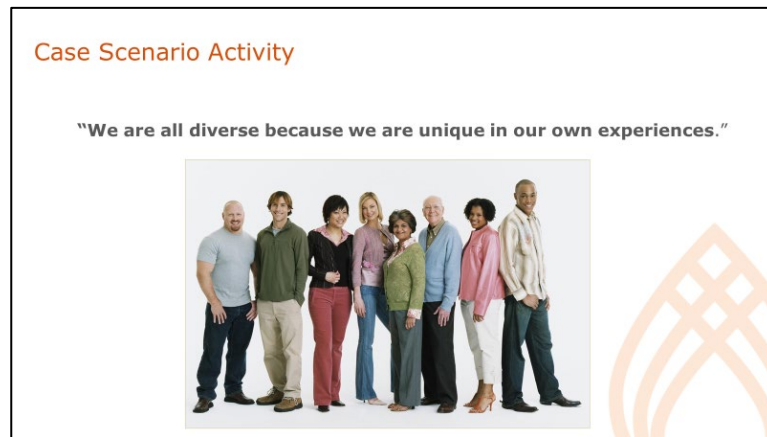 Case Scenario Activity
“We are all diverse because we are unique in our own experiences.”